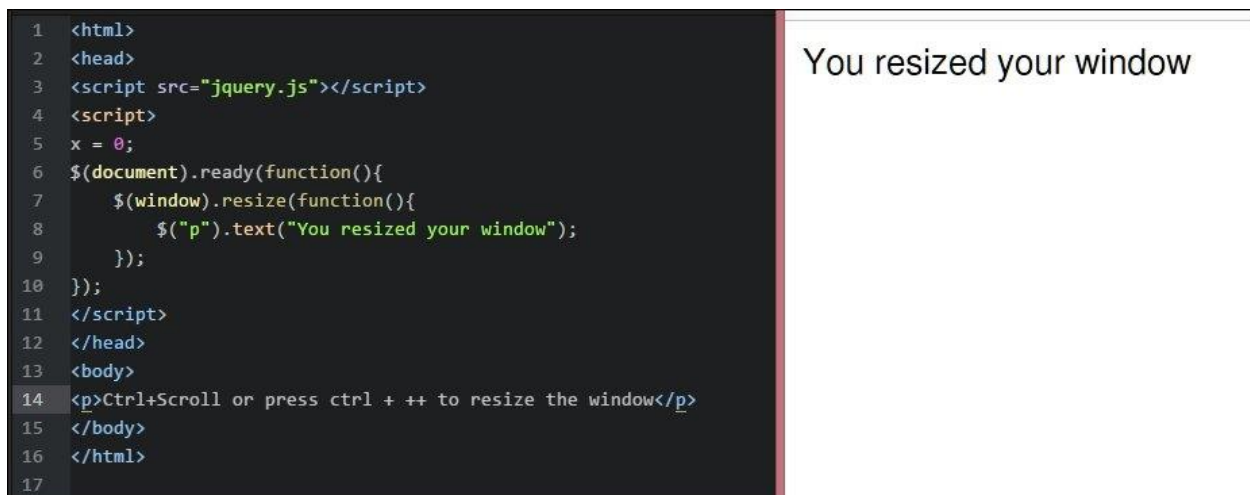 1 <html>
2 <head>
3 <script src="jquery.js"></script>
4 <script>
5 x = 0;
6 $(document).ready(function(){
7     $(window).resize(function(){
8         $("p").text("You resized your window");
9     });
10 });
11 </script>
12 </head>
13 <body>
14 <p>Ctrl+Scroll or press ctrl + ++ to resize the window</p>
15 </body>
16 </html>
17
You resized your window